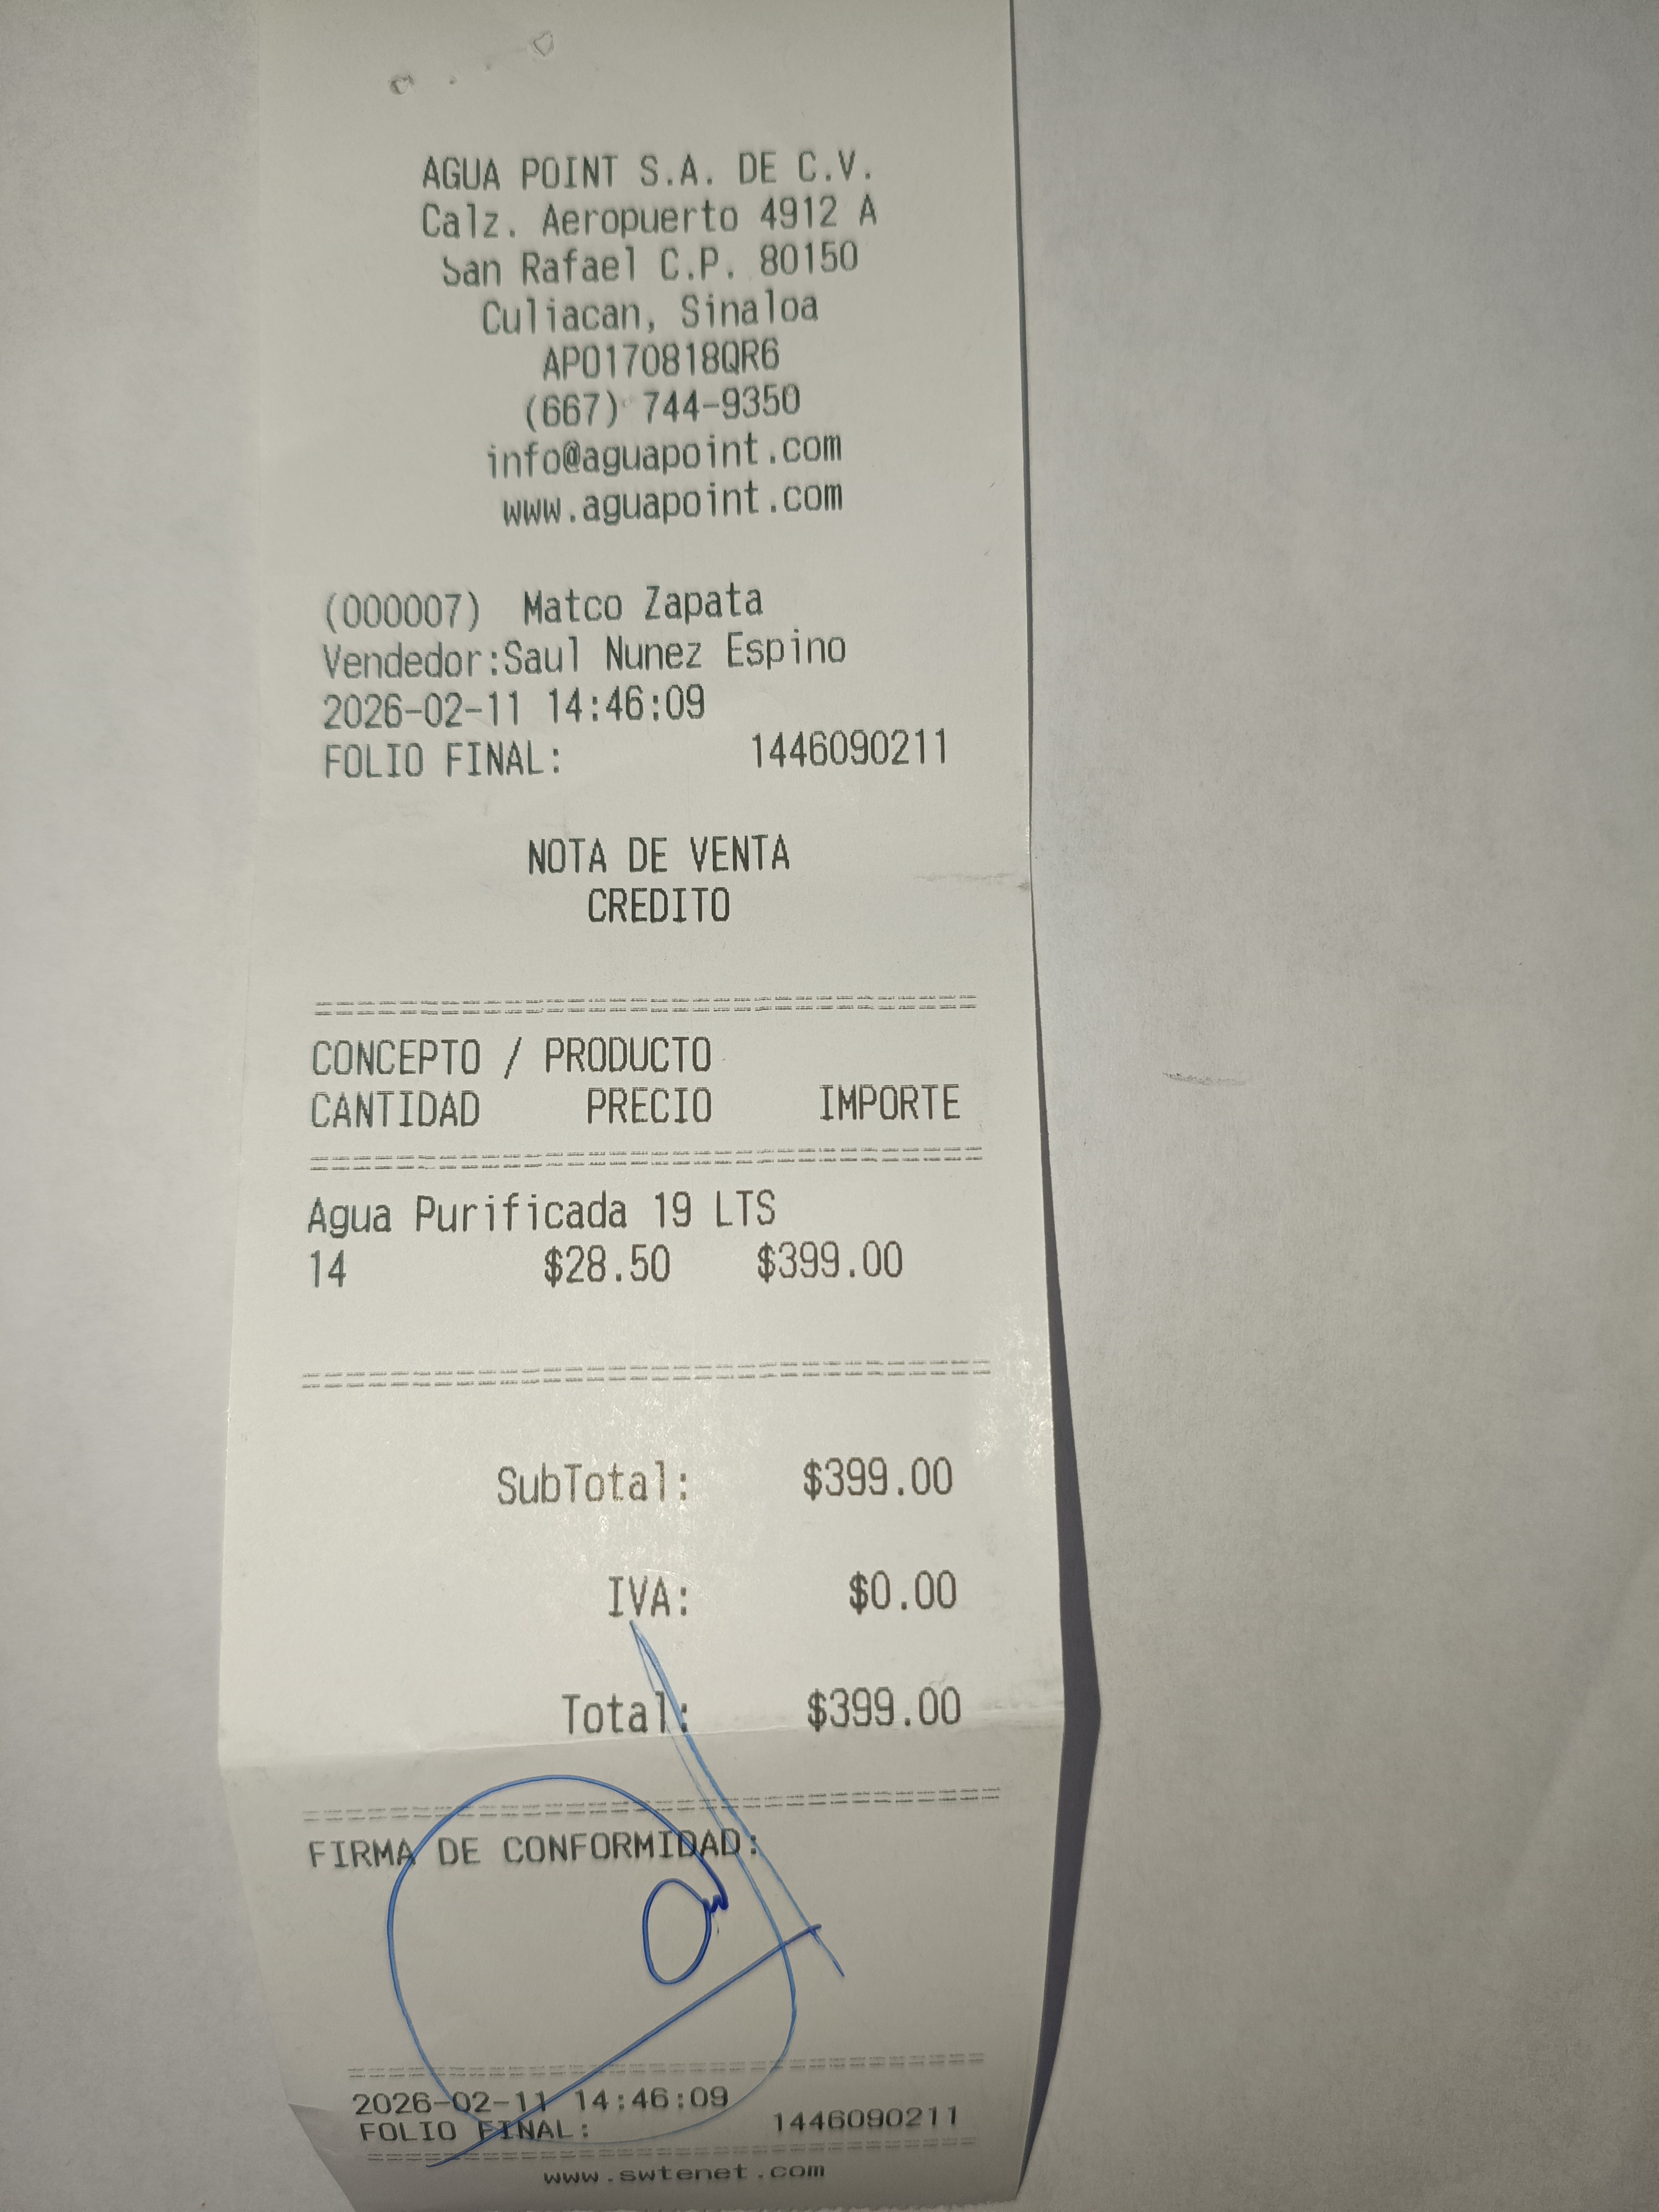 AGUA POINT S.A. DE C.V.
Calz. Aeropuerto 4912 A
San Rafael C.P. 80150
Culiacan, Sinaloa
APO170818QR6
(667) 744-9350
info@aguapoint.com
www.aguapoint.com
(000007) Matco Zapata
Vendedor:Saul Nunez Espino
2026-02-11 14:46:09
FOLIO FINAL: 1446090211
NOTA DE VENTA
CREDITO
CONCEPTO / PRODUCTO
CANTIDAD PRECIO IMPORTE
Agua Purificada 19 LTS
14 $28.50 $399.00
SubTotal: $399.00
IVA: $0.00
Total: $399.00
FIRMA DE CONFORMIDAD:
2026-02-11 14:46:09
FOLIO FINAL: 1446090211
www.swtenet.com